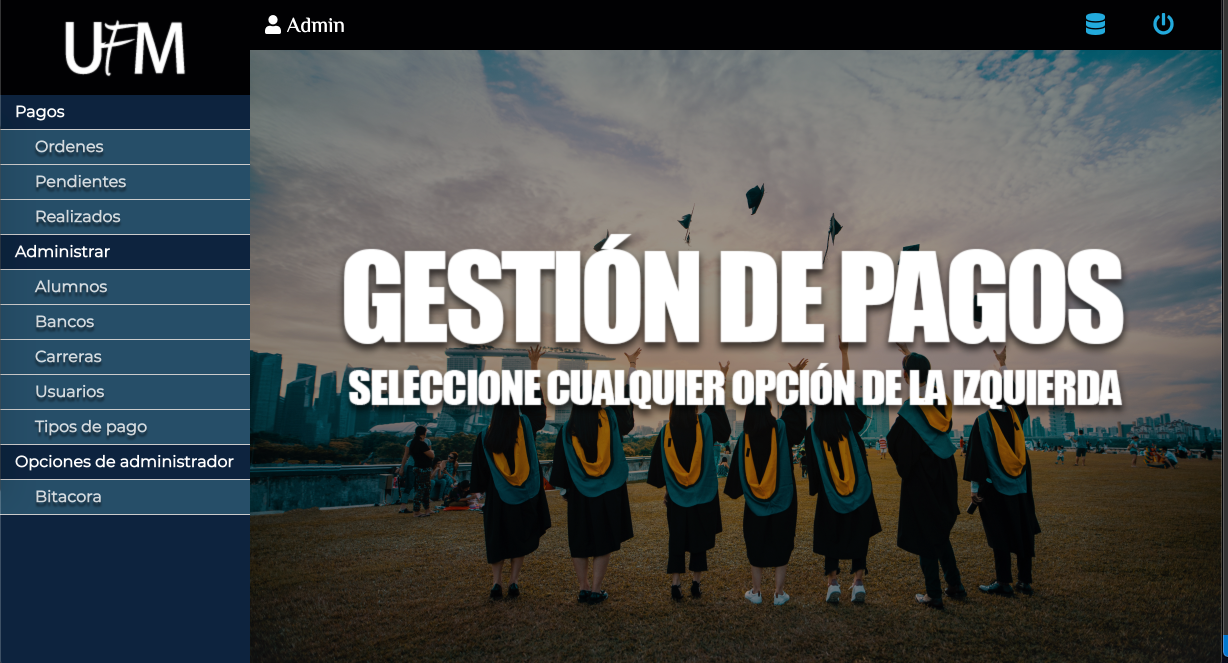 UFM
Admin
Pagos
Ordenes
Pendientes
Realizados
Administrar
Alumnos
Bancos
Carreras
Usuarios
Tipos de pago
Opciones de administrador
Bitacora
GESTIÓN DE PAGOS
SELECCIONE CUALQUIER OPCIÓN DE LA IZQUIERDA